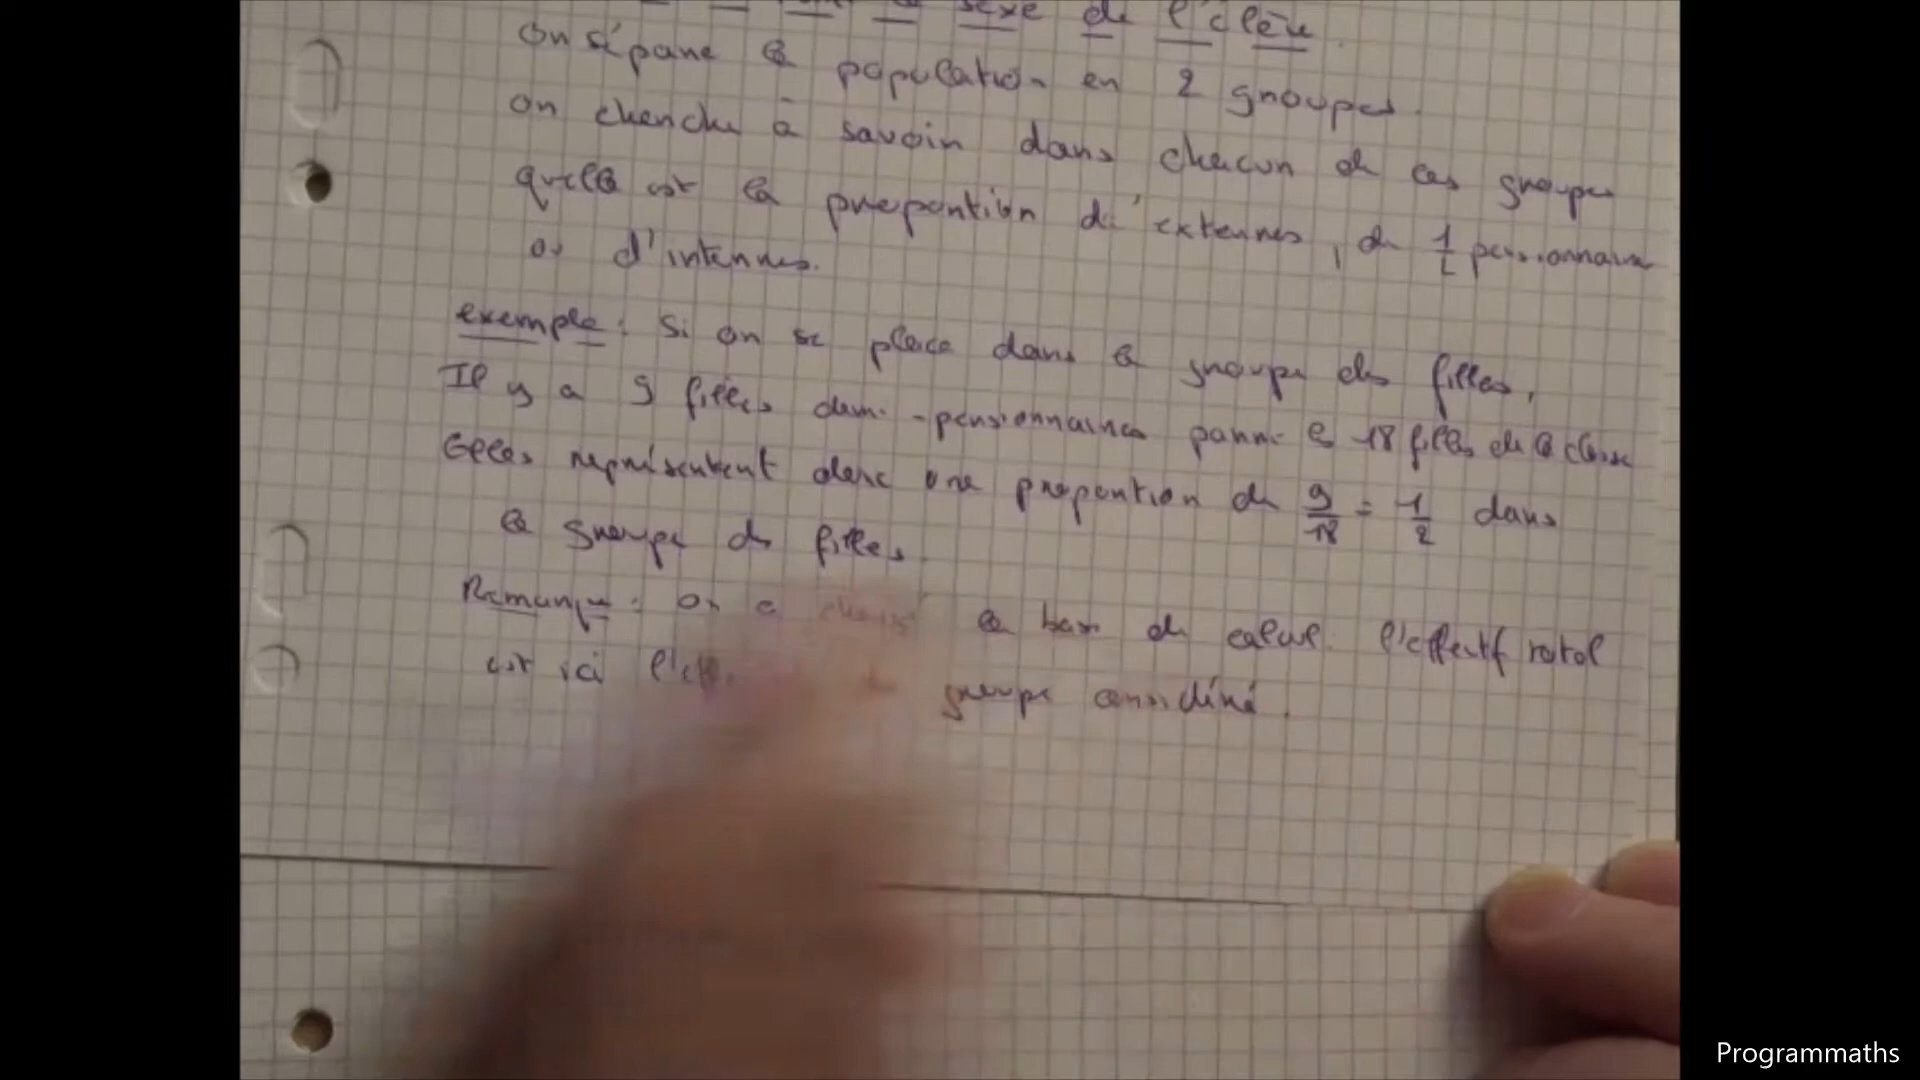 sexe de l'élève.
On sépare la population en 2 groupes.
On cherche à savoir dans chacun de ces groupes
quelle est la proportion d'externes, de 1/2 pensionnaires
ou d'internes.
exemple : Si on se place dans le groupe des filles,
Il y a 9 filles demi-pensionnaires parmi les 18 filles de la classe
Elles représentent donc une proportion de 9/18 = 1/2 dans
le groupe des filles.
Remarque : On a la base de calcul. l'effectif total
est ici groupe considéré.
Programmaths